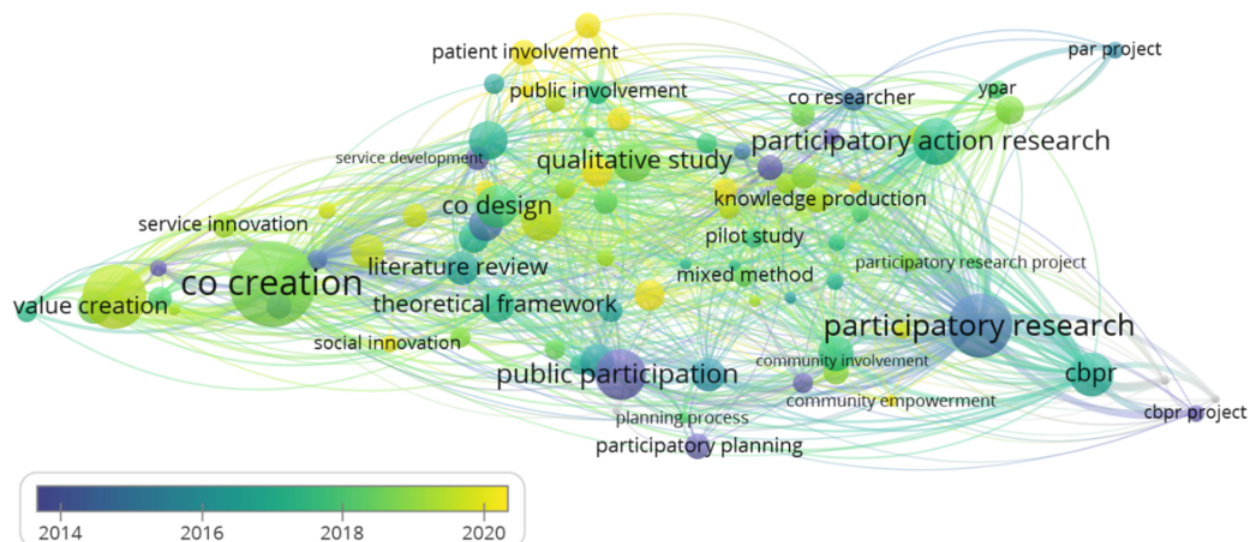 patient involvement
par project
public involvement
ypar
co researcher
participatory action research
service development
qualitative study
knowledge production
co design
service innovation
pilot study
participatory research project
literature review
mixed method
co creation
value creation
theoretical framework
participatory research
social innovation
community involvement
public participation
cbpr
community empowerment
cbpr project
planning process
participatory planning
2014 2016 2018 2020